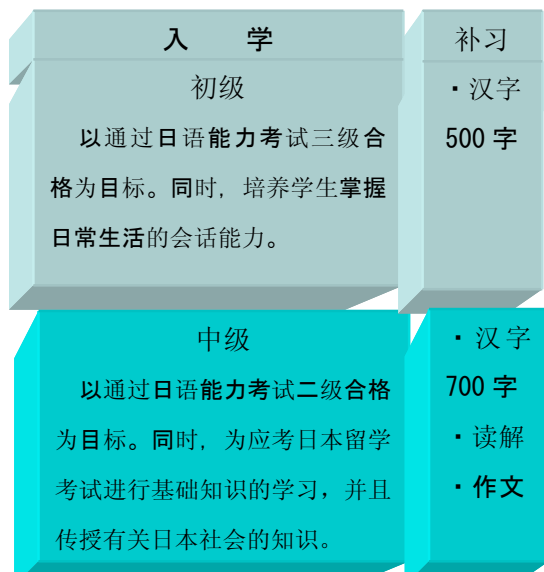 入 学
初级
以通过日语能力考试三级合
格为目标。同时，培养学生掌握
日常生活的会话能力。
补习
・汉字
500 字
中级
以通过日语能力考试二级合格
为目标。同时，为应考日本留学
考试进行基础知识的学习，并且
传授有关日本社会的知识。
・汉字
700 字
・读解
・作文